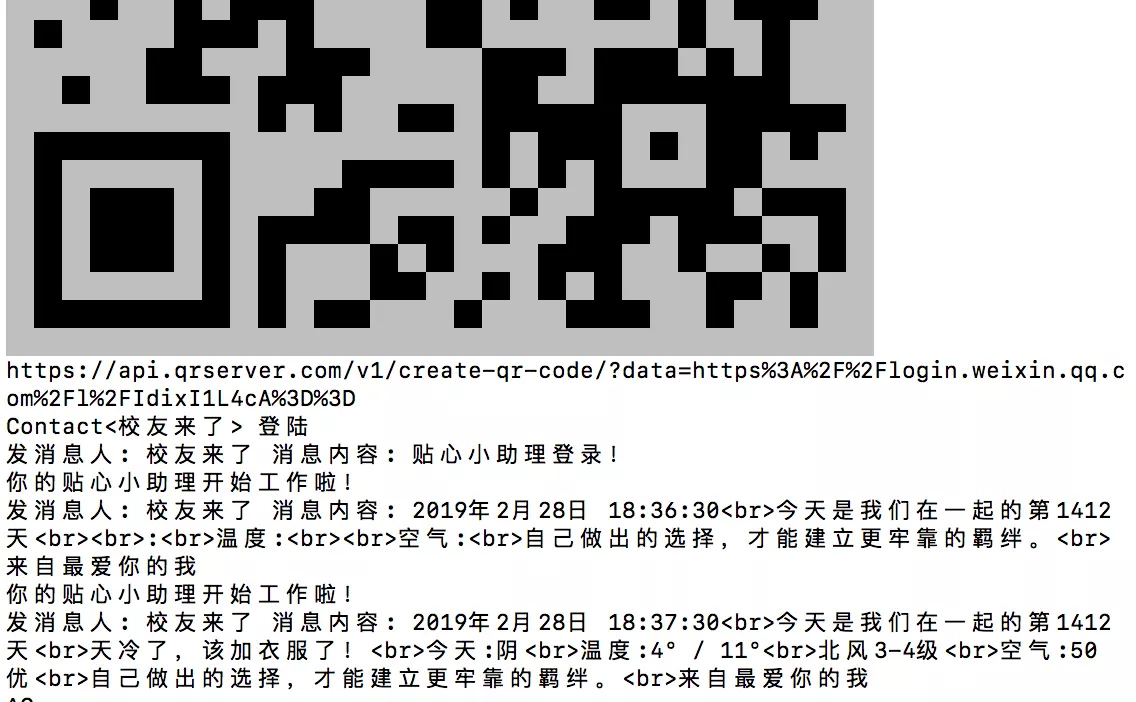 https://api.qrserver.com/v1/create-qr-code/?data=https%3A%2F%2Flogin.weixin.qq.c
om%2Fl%2FIdixI1L4cA%3D%3D
Contact<校友来了> 登陆
发消息人: 校友来了 消息内容: 贴心小助理登录!
你的贴心小助理开始工作啦!
发消息人: 校友来了 消息内容: 2019年2月28日 18:36:30<br>今天是我们在一起的第1412
天<br><br>:<br>温度:<br><br>空气:<br>自己做出的选择, 才能建立更牢靠的羁绊。<br>
来自最爱你的我
你的贴心小助理开始工作啦!
发消息人: 校友来了 消息内容: 2019年2月28日 18:37:30<br>今天是我们在一起的第1412
天<br>天冷了, 该加衣服了! <br>今天:阴<br>温度:4° / 11°<br>北风3-4级<br>空气:50
优<br>自己做出的选择, 才能建立更牢靠的羁绊。<br>来自最爱你的我